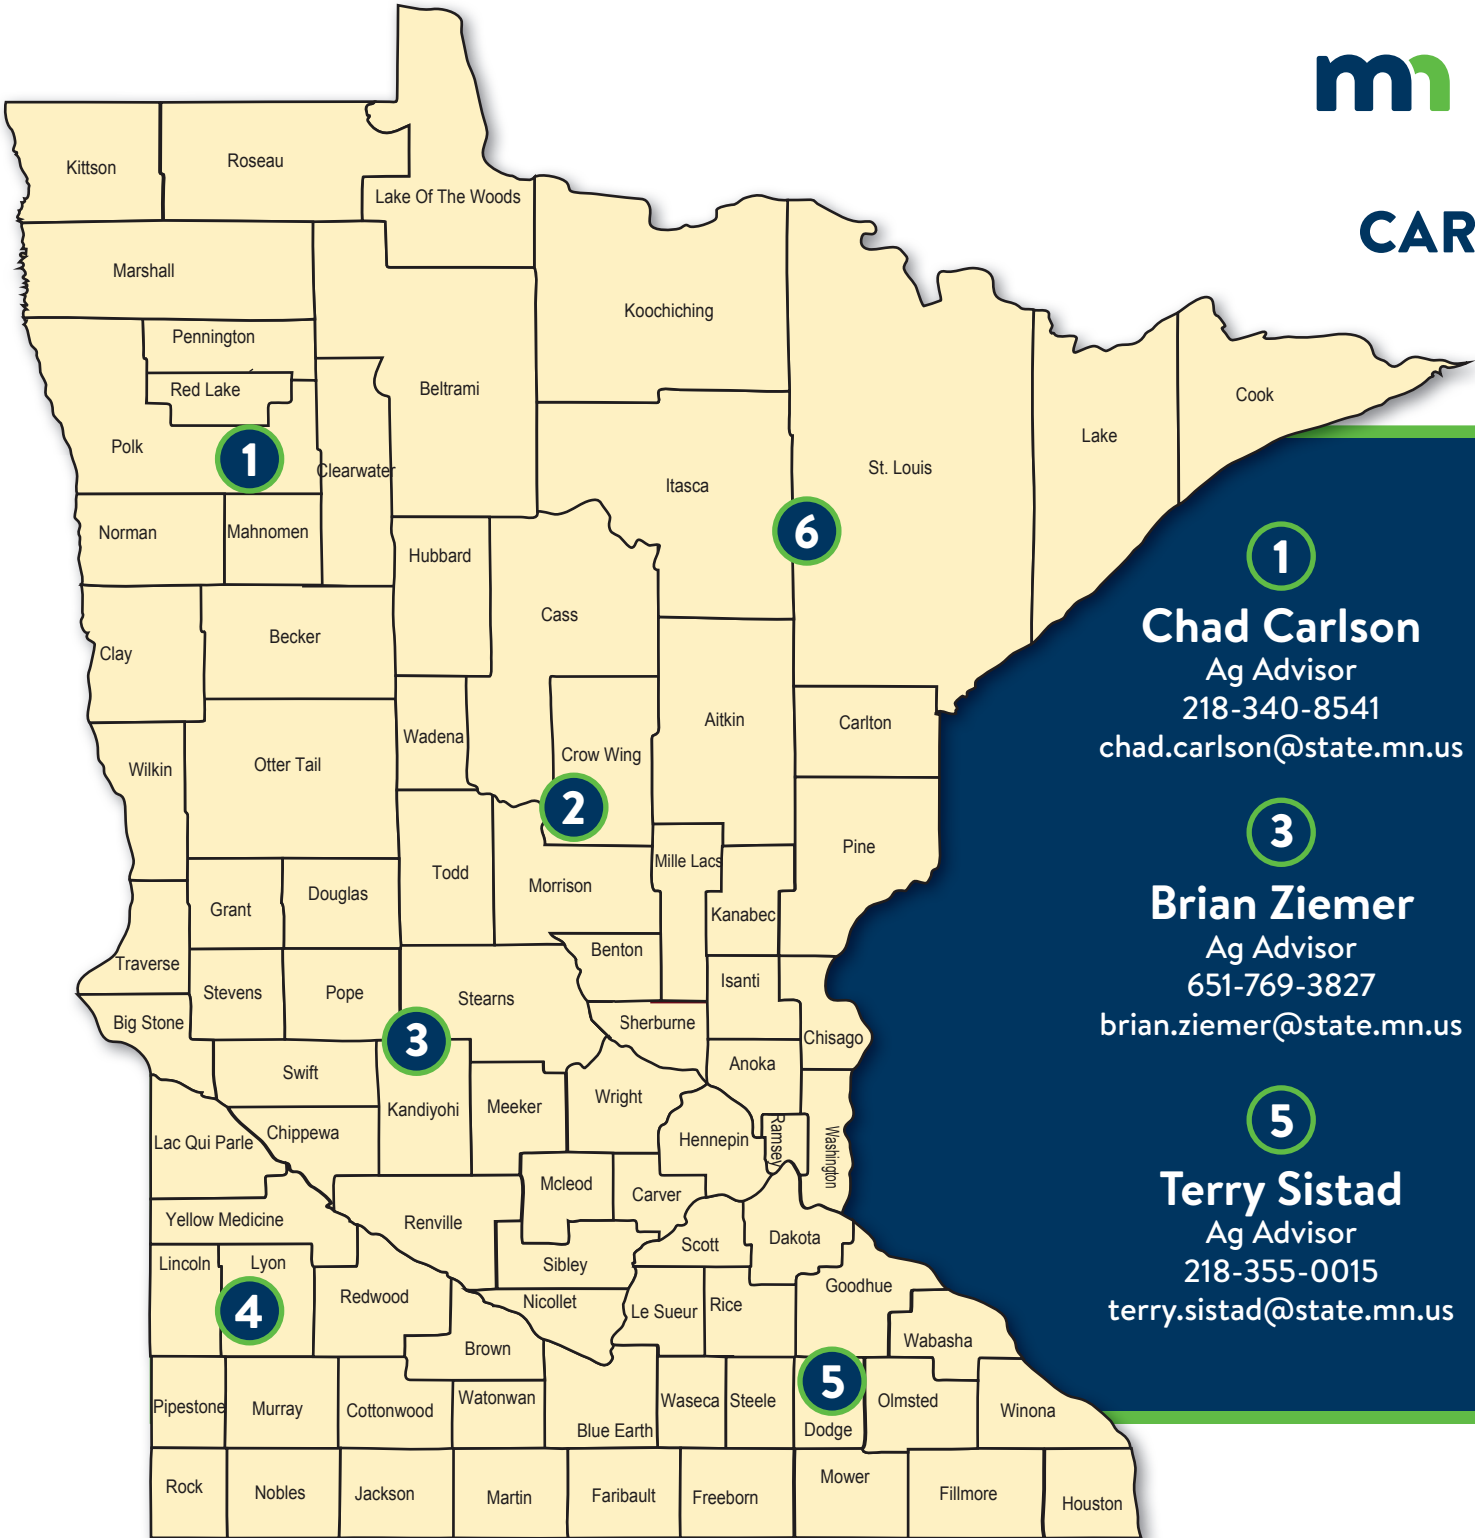 mn
CAR
Kittson
Roseau
Lake Of The Woods
Marshall
Koochiching
Pennington
Red Lake
Beltrami
Cook
Polk
1
Clearwater
Lake
St. Louis
Itasca
Norman
Mahnomen
6
Hubbard
Cass
Becker
Clay
Aitkin
Carlton
Wadena
Crow Wing
Otter Tail
Wilkin
2
Pine
Mille Lacs
Todd
Morrison
Douglas
Grant
Kanabec
Benton
Traverse
Isanti
Stevens
Pope
Stearns
Big Stone
Sherburne
Chisago
3
Anoka
Swift
Wright
Meeker
Kandiyohi
Chippewa
Lac Qui Parle
Hennepin
Ramsey
Washington
Mcleod
Carver
Yellow Medicine
Renville
Scott
Dakota
Lincoln
Lyon
Sibley
Goodhue
Redwood
Nicollet
Le Sueur
Rice
4
Wabasha
Brown
5
Pipestone
Murray
Cottonwood
Watonwan
Blue Earth
Waseca
Steele
Dodge
Olmsted
Winona
Rock
Nobles
Jackson
Martin
Faribault
Freeborn
Mower
Fillmore
Houston
1
Chad Carlson
Ag Advisor
218-340-8541
chad.carlson@state.mn.us
3
Brian Ziemer
Ag Advisor
651-769-3827
brian.ziemer@state.mn.us
5
Terry Sistad
Ag Advisor
218-355-0015
terry.sistad@state.mn.us